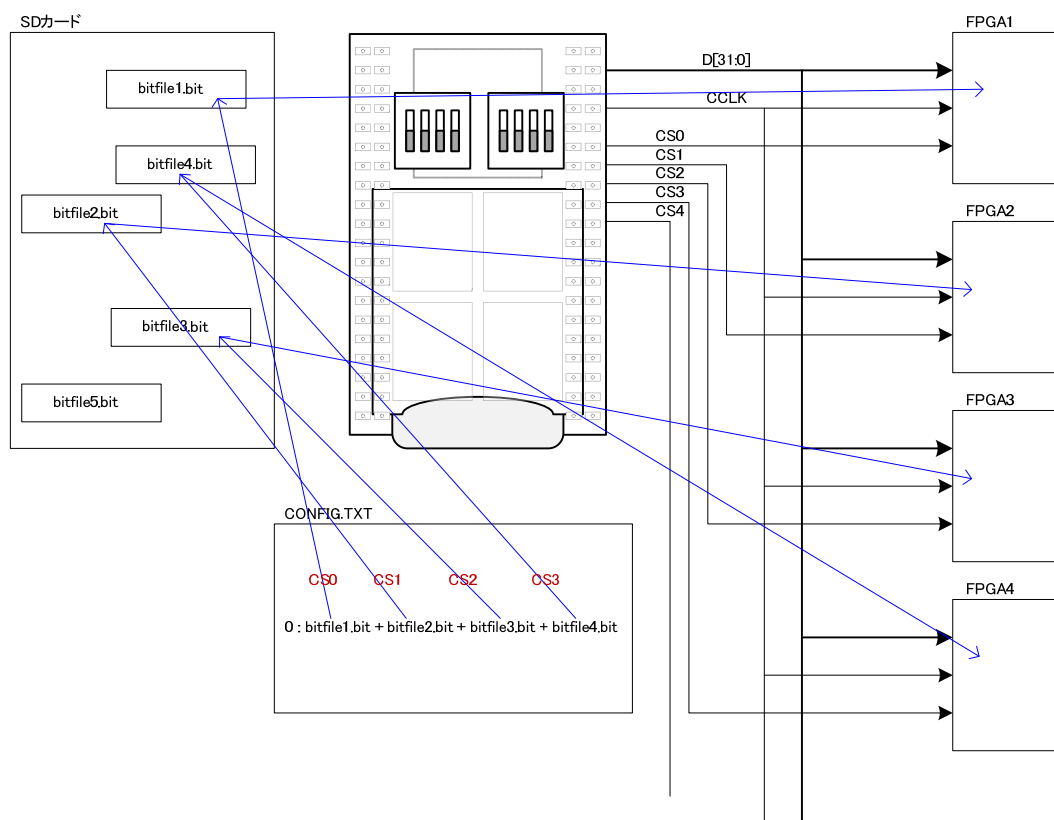 SDカード
bitfile1.bit
bitfile4.bit
bitfile2.bit
bitfile3.bit
bitfile5.bit
D[31:0]
CCLK
CS0
CS1
CS2
CS3
CS4
FPGA1
FPGA2
FPGA3
FPGA4
CONFIG.TXT
CS0 CS1 CS2 CS3
0 : bitfile1.bit + bitfile2.bit + bitfile3.bit + bitfile4.bit